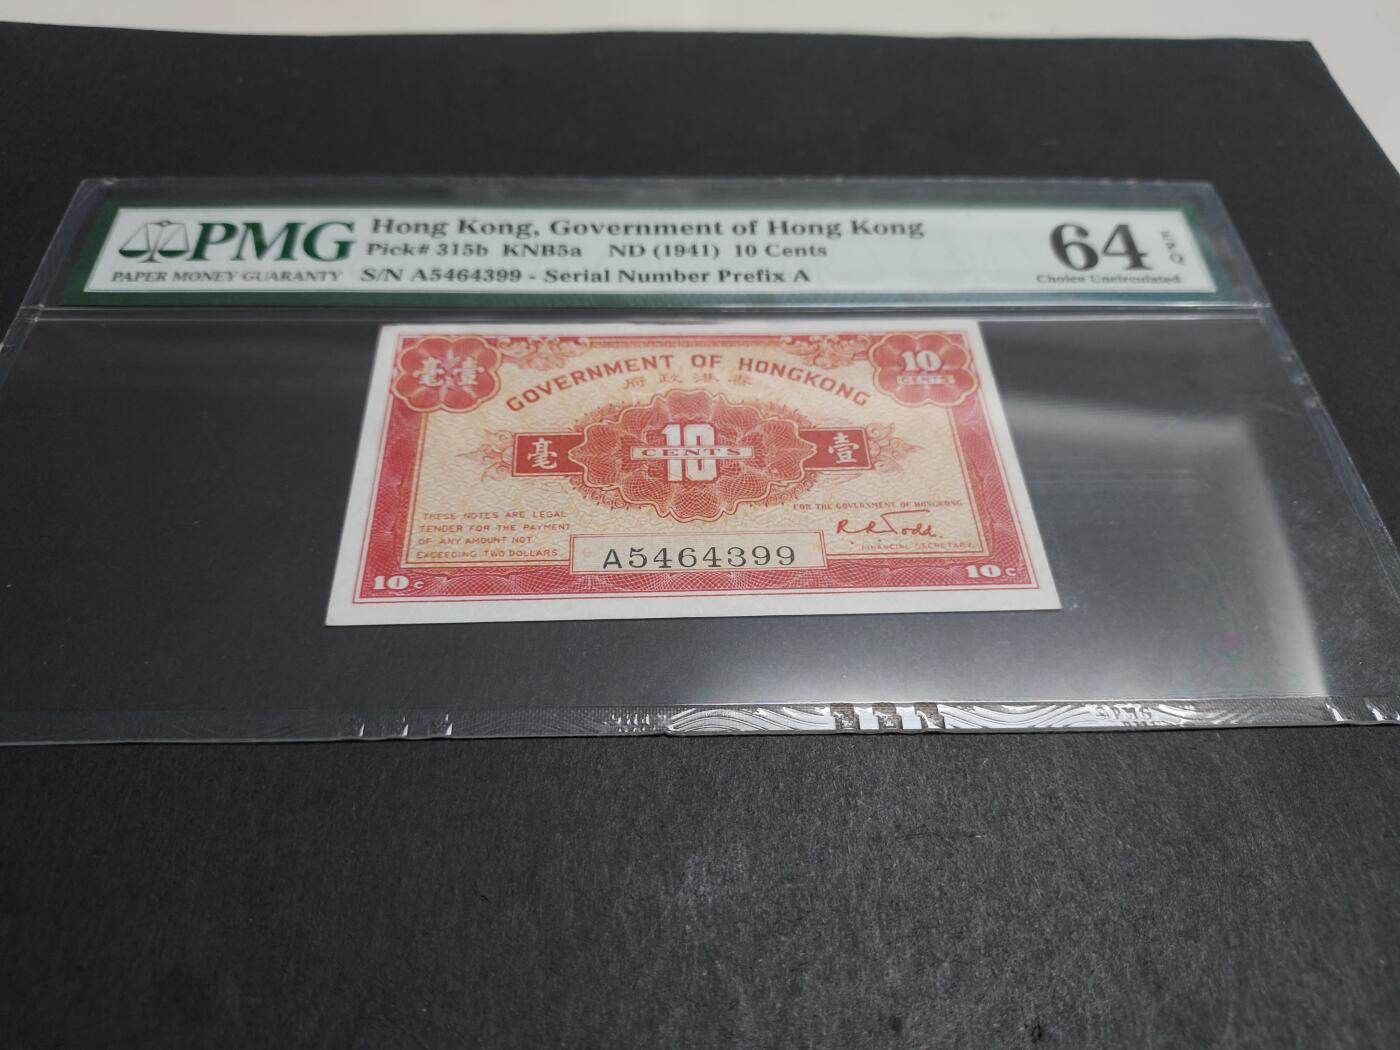 PMG
PAPER MONEY GUARANTY
Hong Kong, Government of Hong Kong
Pick# 315b KNB5a ND (1941) 10 Cents
S/N A5464399 - Serial Number Prefix A
64 EPQ
Choice Uncirculated
毫壹
GOVERNMENT OF HONGKONG
府政港香
10
CENTS
毫
10
CENTS
壹
THESE NOTES ARE LEGAL
TENDER FOR THE PAYMENT
OF ANY AMOUNT NOT
EXCEEDING TWO DOLLARS
FOR THE GOVERNMENT OF HONGKONG
R R Todd.
FINANCIAL SECRETARY.
A5464399
10 C
10 C